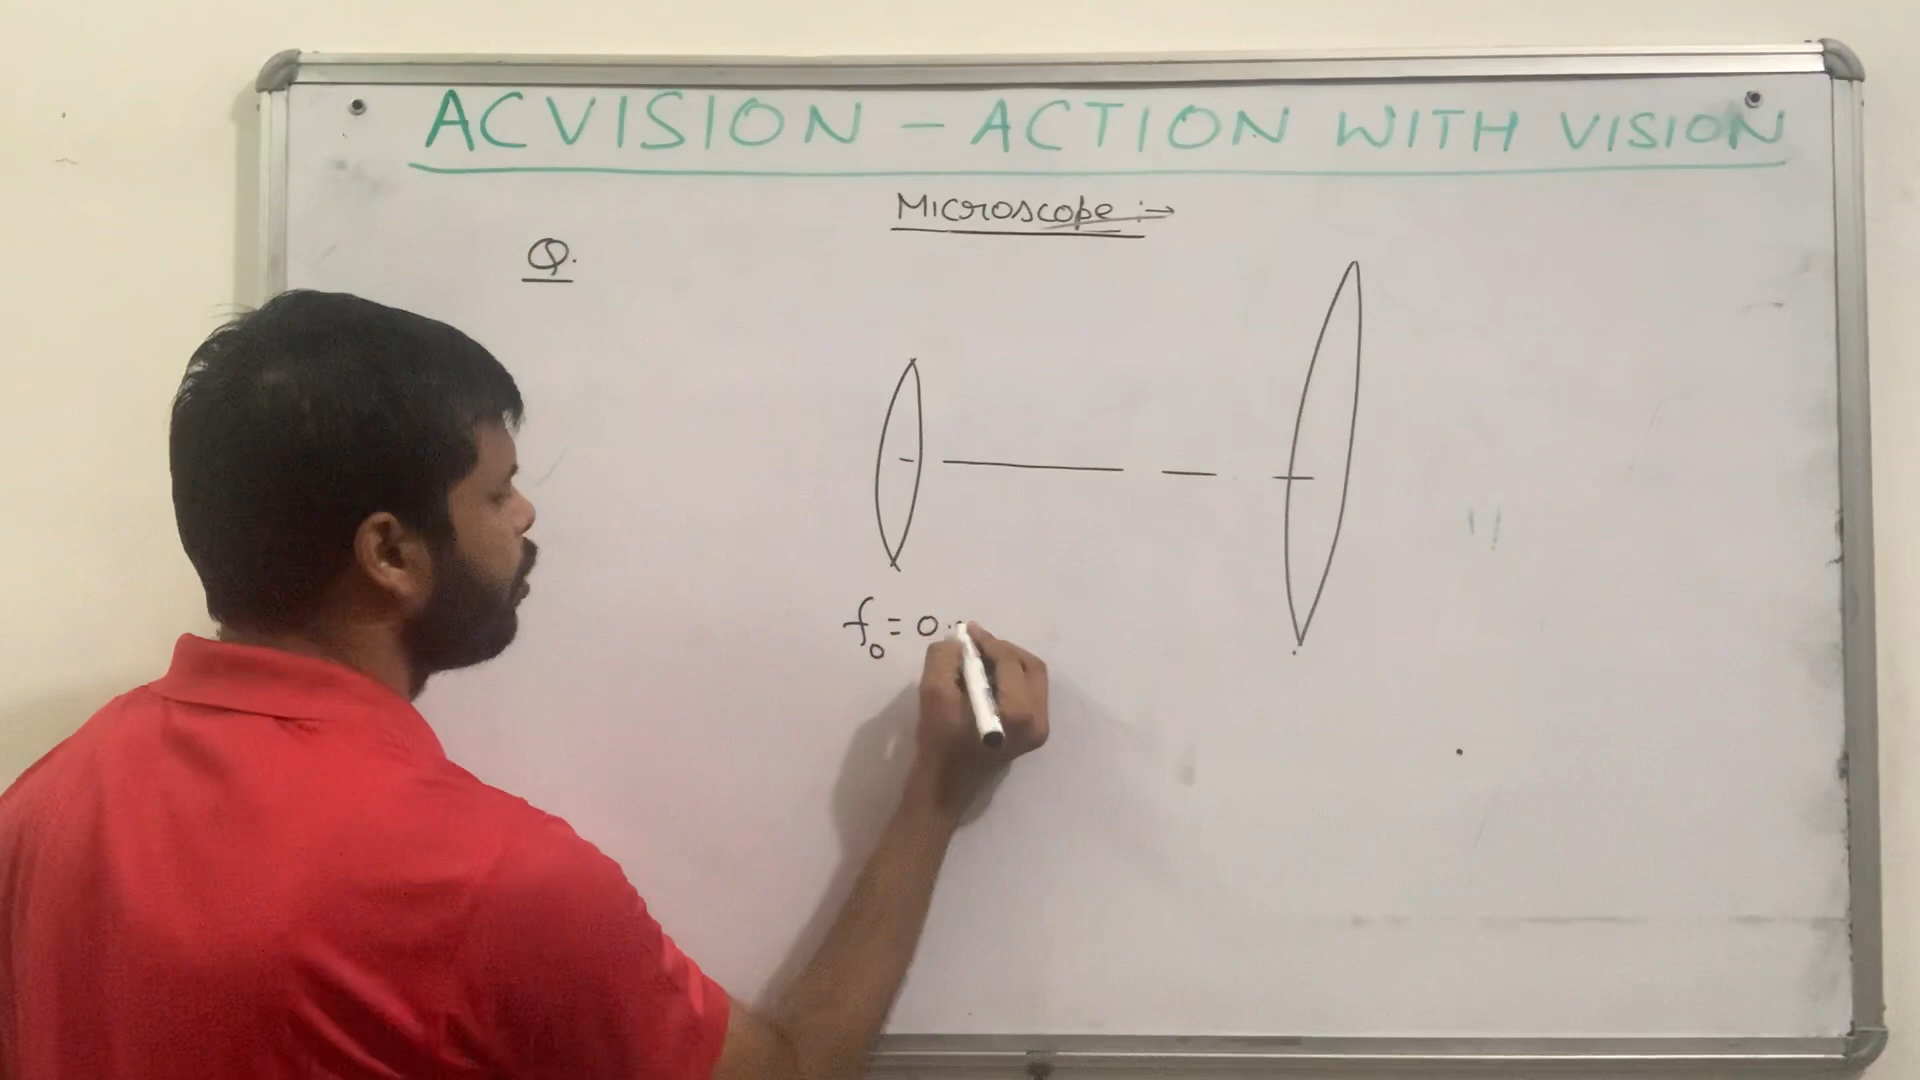 ACVISION - ACTION WITH VISION
Microscope :→
Q.
f₀ = 0.